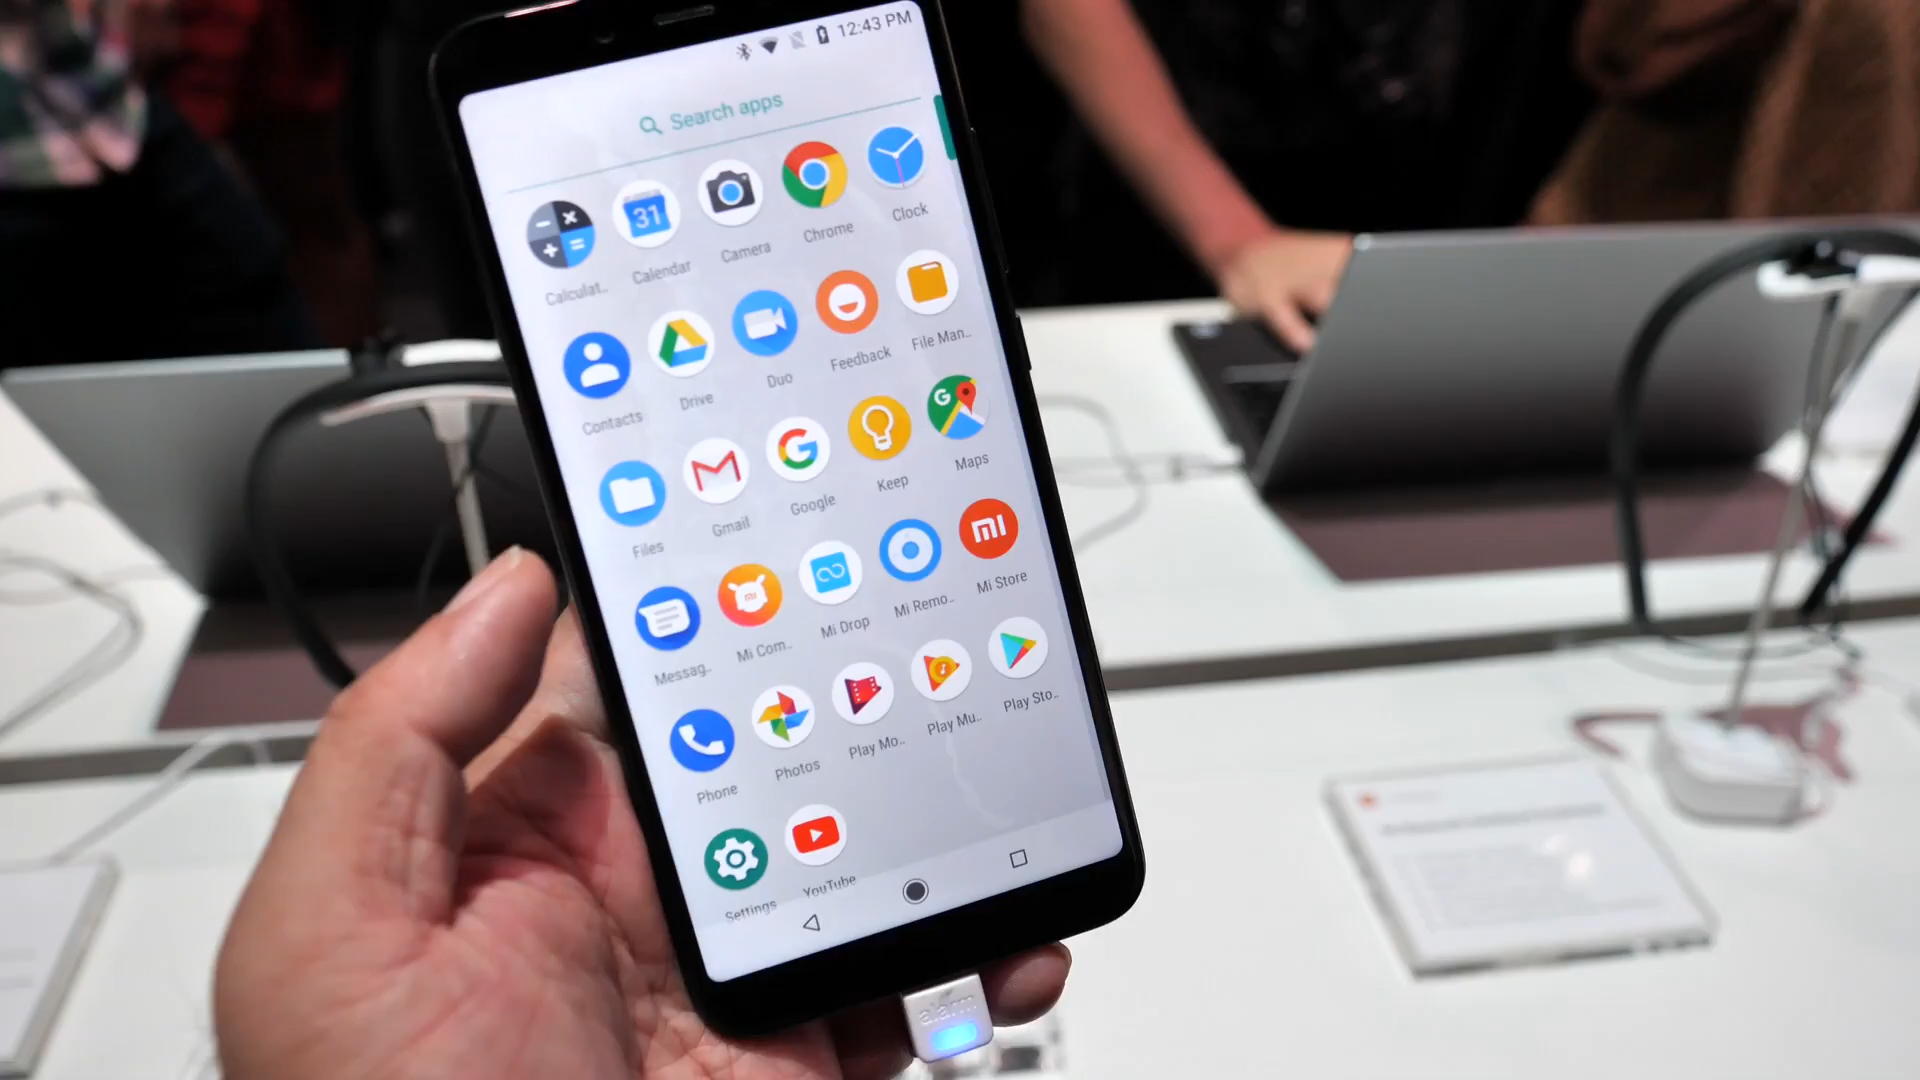 12:43 PM
Search apps
31
Calculat..
Calendar
Camera
Chrome
Clock
Contacts
Drive
Duo
Feedback
File Man..
Files
Gmail
Google
Keep
Maps
Messag..
Mi Com..
Mi Drop
Mi Remo..
Mi Store
Phone
Photos
Play Mo..
Play Mu..
Play Sto..
Settings
YouTube
alarm